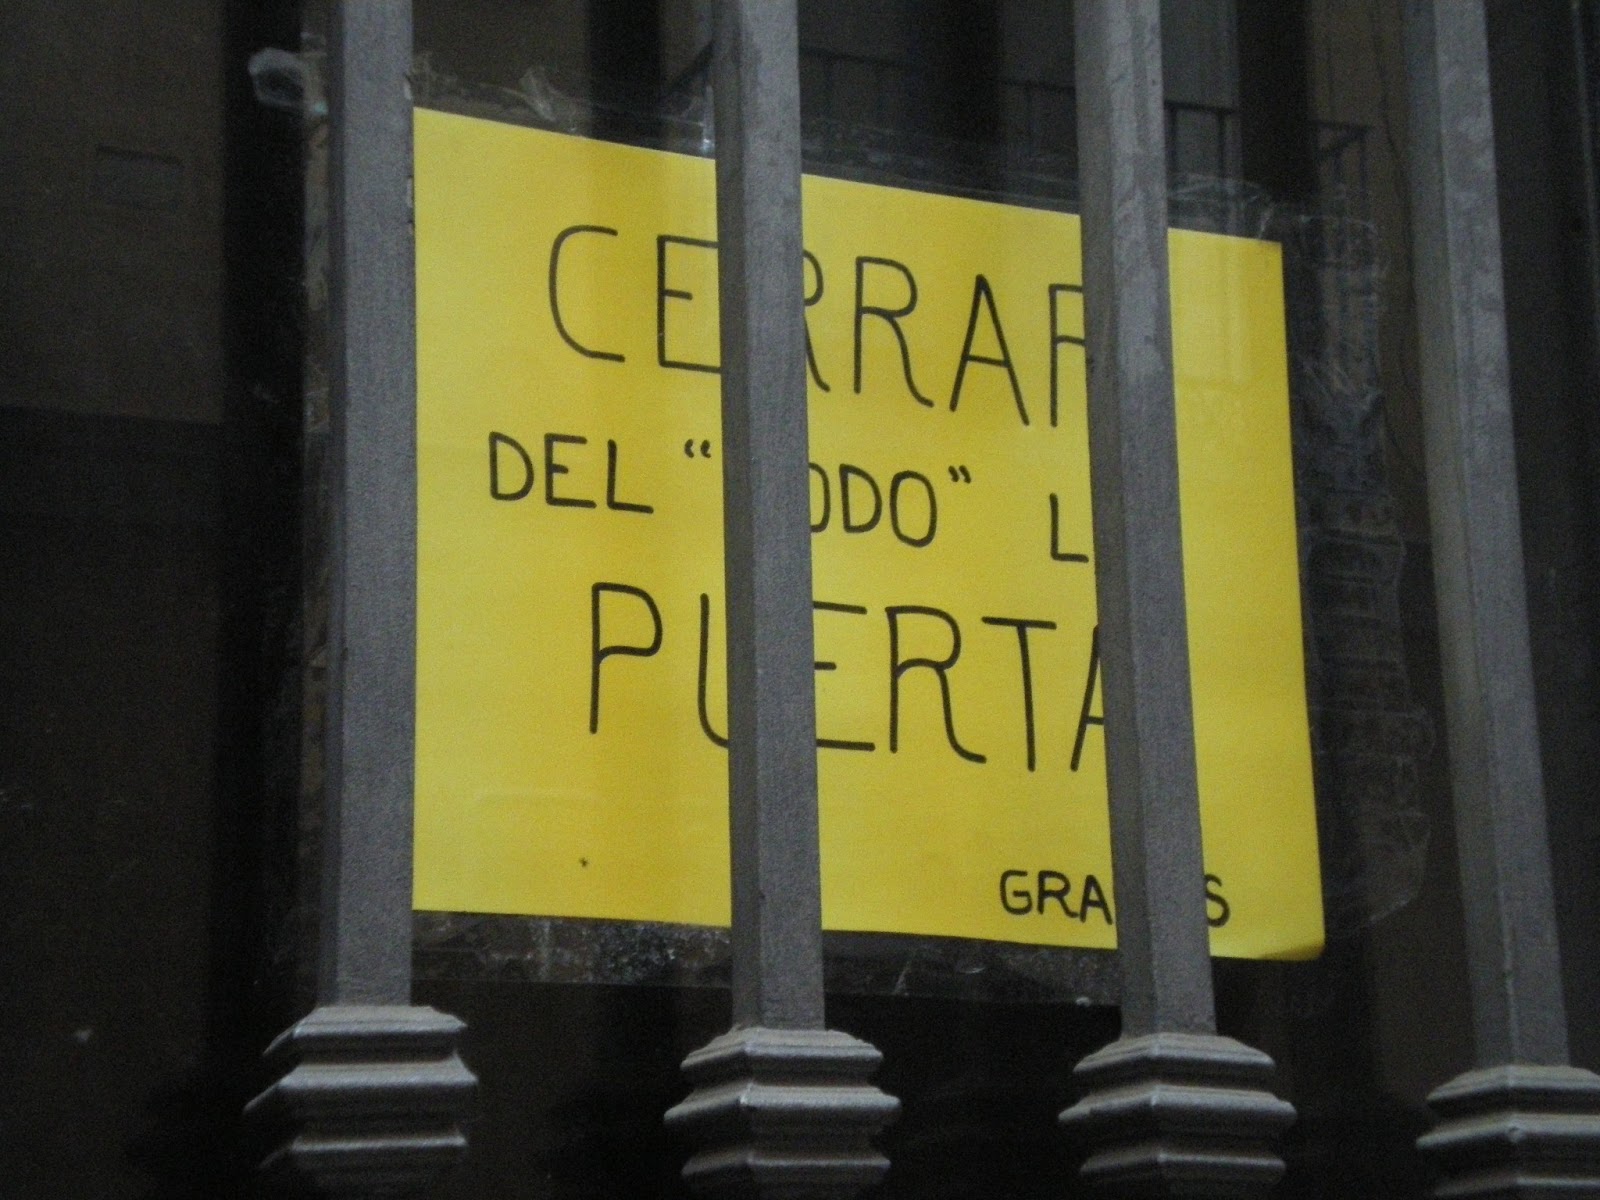 CERRAR
DEL “TODO” LA
PUERTA
GRACIAS